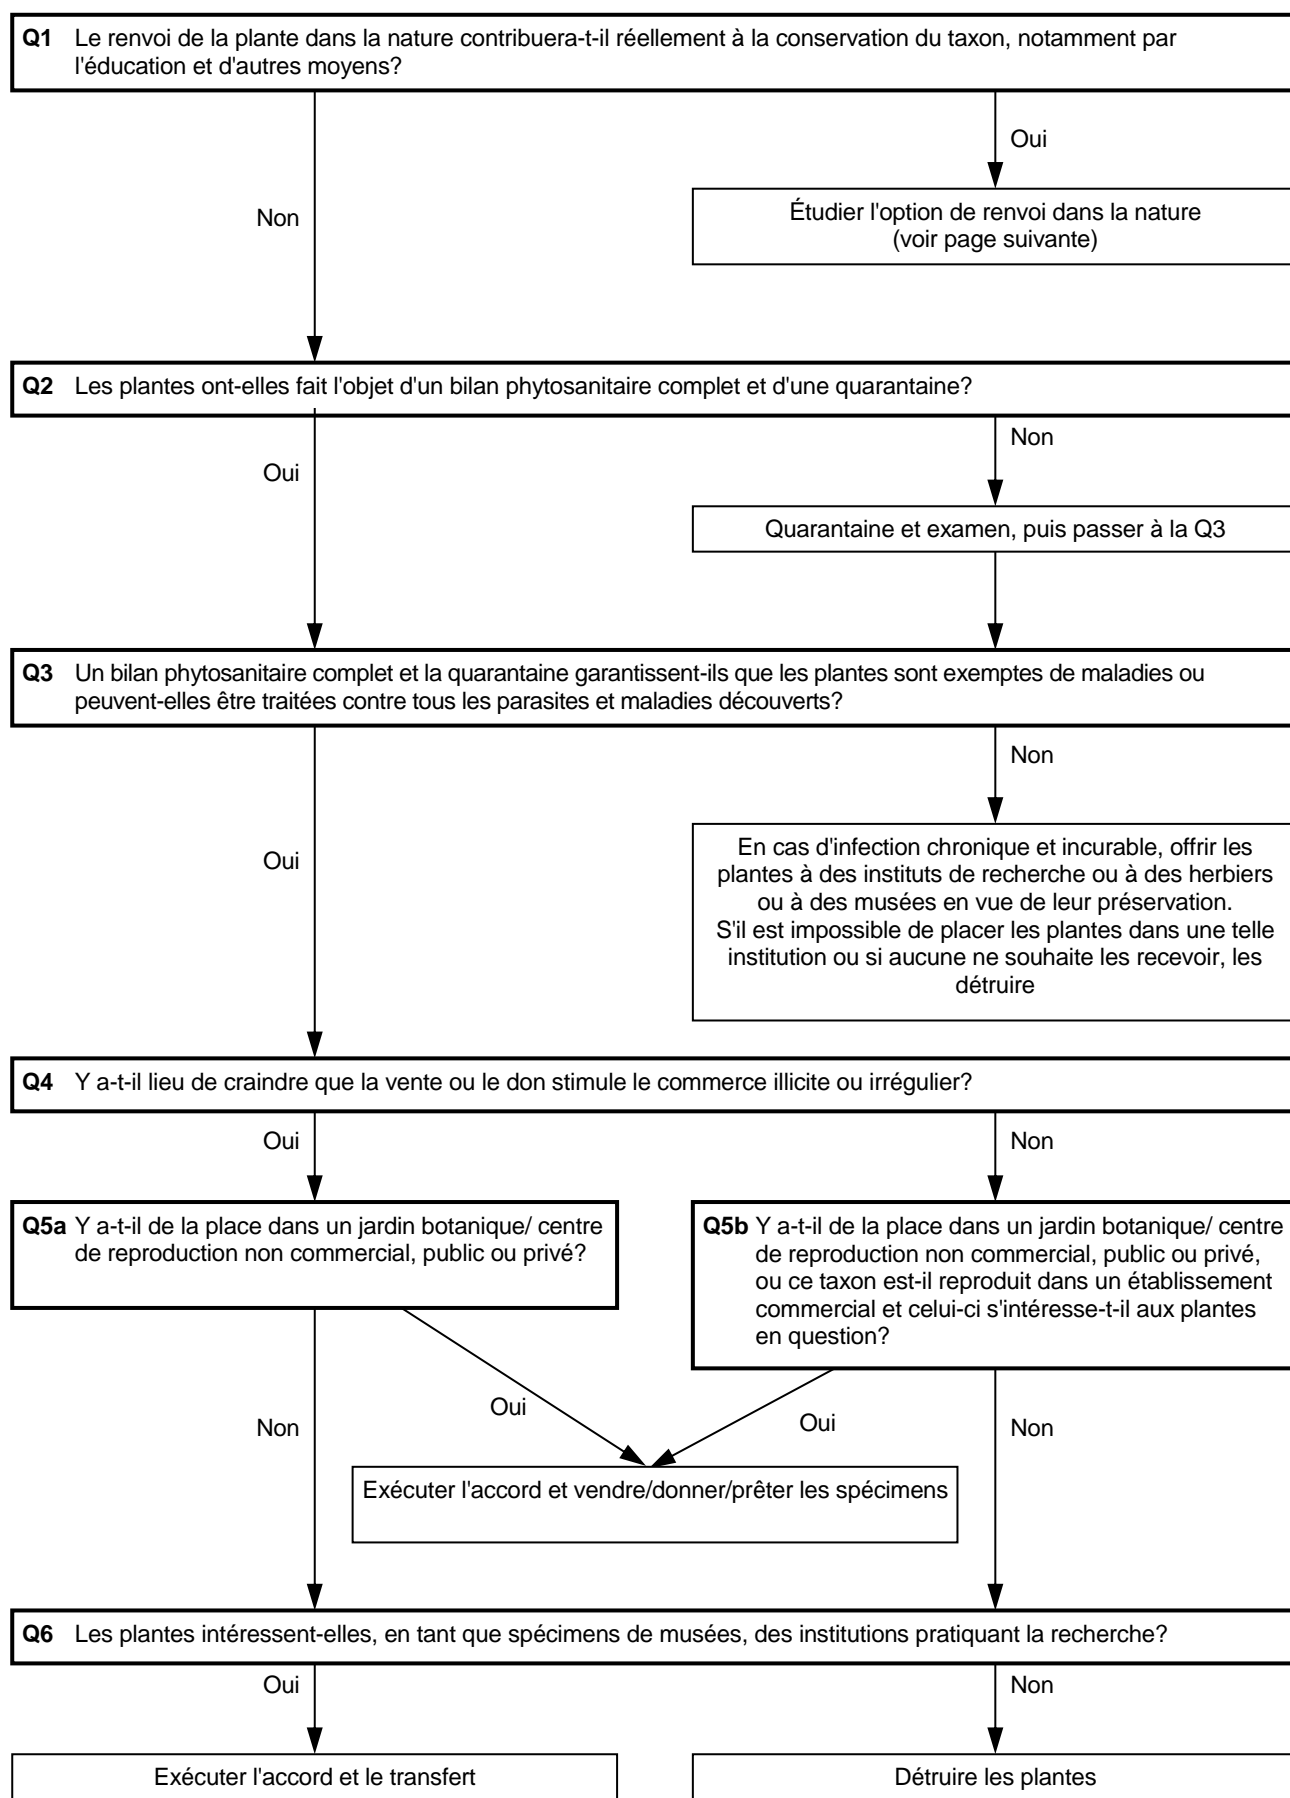 Q1 Le renvoi de la plante dans la nature contribuera-t-il réellement à la conservation du taxon, notamment par
l'éducation et d'autres moyens?
Oui
Non
Étudier l'option de renvoi dans la nature
(voir page suivante)
Q2 Les plantes ont-elles fait l'objet d'un bilan phytosanitaire complet et d'une quarantaine?
Non
Oui
Quarantaine et examen, puis passer à la Q3
Q3 Un bilan phytosanitaire complet et la quarantaine garantissent-ils que les plantes sont exemptes de maladies ou
peuvent-elles être traitées contre tous les parasites et maladies découverts?
Non
Oui
En cas d'infection chronique et incurable, offrir les
plantes à des instituts de recherche ou à des herbiers
ou à des musées en vue de leur préservation.
S'il est impossible de placer les plantes dans une telle
institution ou si aucune ne souhaite les recevoir, les
détruire
Q4 Y a-t-il lieu de craindre que la vente ou le don stimule le commerce illicite ou irrégulier?
Oui
Non
Q5a Y a-t-il de la place dans un jardin botanique/ centre
de reproduction non commercial, public ou privé?
Q5b Y a-t-il de la place dans un jardin botanique/ centre
de reproduction non commercial, public ou privé,
ou ce taxon est-il reproduit dans un établissement
commercial et celui-ci s'intéresse-t-il aux plantes
en question?
Non
Oui
Oui
Non
Exécuter l'accord et vendre/donner/prêter les spécimens
Q6 Les plantes intéressent-elles, en tant que spécimens de musées, des institutions pratiquant la recherche?
Oui
Non
Exécuter l'accord et le transfert
Détruire les plantes